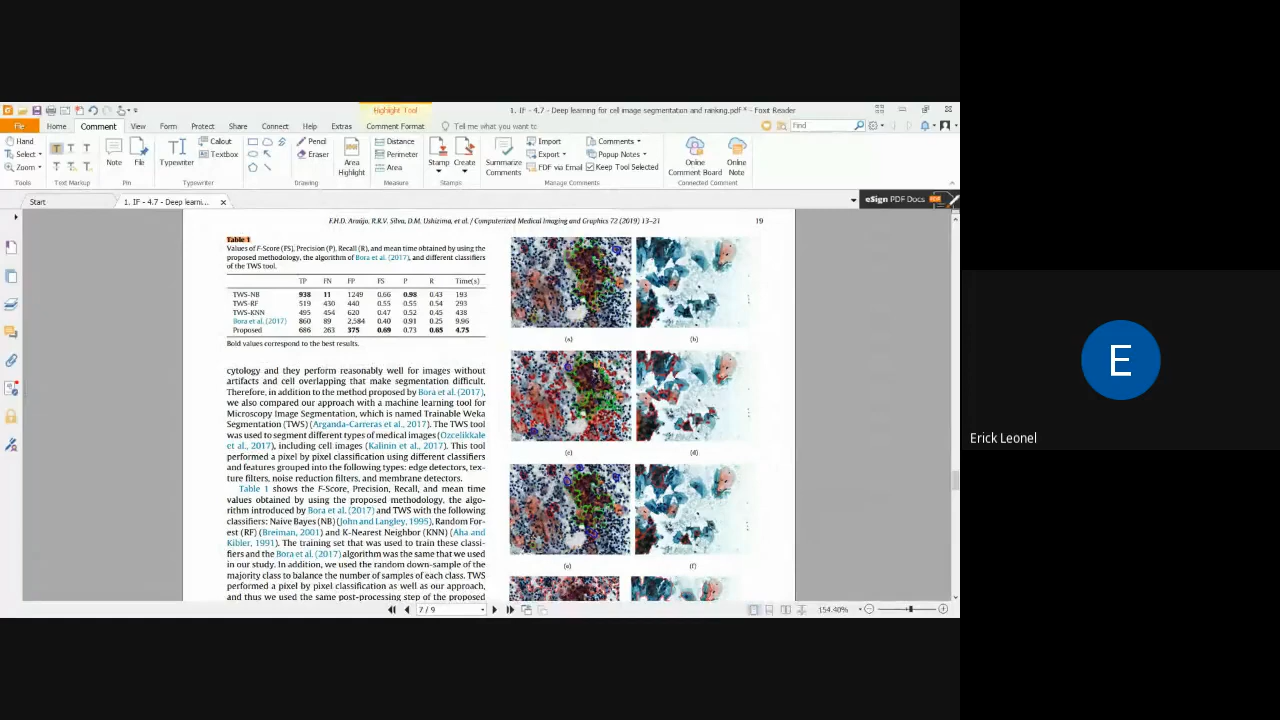 Highlight Tool
1. IF - 4.7 - Deep learning for cell image segmentation and ranking.pdf * - Foxit Reader
File Home Comment View Form Protect Share Connect Help Extras Comment Format Tell me what you want to Find
Hand
Select
Zoom
Tools
Text Markup
Note
File
Pin
Typewriter
Callout
Textbox
Typewriter
Pencil
Eraser
Drawing
Area Highlight
Distance
Perimeter
Area
Measure
Stamp
Create
Stamps
Summarize Comments
Import
Export
FDF via Email
Comments
Popup Notes
Keep Tool Selected
Manage Comments
Online Comment Board
Online Note
Connected Comment
Start
1. IF - 4.7 - Deep learni...
eSign PDF Docs
F.H.D. Araújo, R.R.V. Silva, D.M. Ushizima, et al. / Computerized Medical Imaging and Graphics 72 (2019) 13–21
19
Table 1
Values of F-Score (FS), Precision (P), Recall (R), and mean time obtained by using the
proposed methodology, the algorithm of Bora et al. (2017), and different classifiers
of the TWS tool.
TP FN FP FS P R Time(s)
TWS-NB 938 11 1249 0.66 0.98 0.43 193
TWS-RF 519 430 440 0.55 0.55 0.54 293
TWS-KNN 495 454 620 0.47 0.52 0.45 438
Bora et al. (2017) 860 89 2,584 0.40 0.91 0.25 9.96
Proposed 686 263 375 0.69 0.73 0.65 4.75
Bold values correspond to the best results.
cytology and they perform reasonably well for images without
artifacts and cell overlapping that make segmentation difficult.
Therefore, in addition to the method proposed by Bora et al. (2017),
we also compared our approach with a machine learning tool for
Microscopy Image Segmentation, which is named Trainable Weka
Segmentation (TWS) (Arganda-Carreras et al., 2017). The TWS tool
was used to segment different types of medical images (Ozcelikkale
et al., 2017), including cell images (Kalinin et al., 2017). This tool
performed a pixel by pixel classification using different classifiers
and features grouped into the following types: edge detectors, tex-
ture filters, noise reduction filters, and membrane detectors.
Table 1 shows the F-Score, Precision, Recall, and mean time
values obtained by using the proposed methodology, the algo-
rithm introduced by Bora et al. (2017) and TWS with the following
classifiers: Naive Bayes (NB) (John and Langley, 1995), Random For-
est (RF) (Breiman, 2001) and K-Nearest Neighbor (KNN) (Aha and
Kibler, 1991). The training set that was used to train these classi-
fiers and the Bora et al. (2017) algorithm was the same that we used
in our study. In addition, we used the random down-sample of the
majority class to balance the number of samples of each class. TWS
performed a pixel by pixel classification as well as our approach,
and thus we used the same post-processing step of the proposed
(a)
(b)
(c)
(d)
(e)
(f)
7 / 9
154.40%
E
Erick Leonel